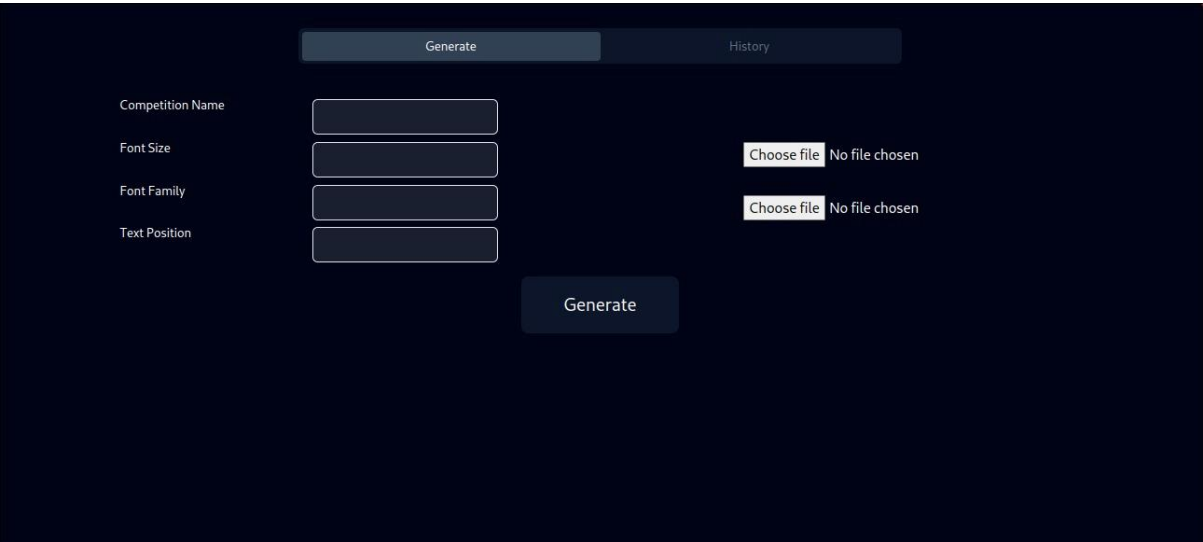 Generate History
Competition Name
Font Size
Choose file No file chosen
Font Family
Choose file No file chosen
Text Position
Generate